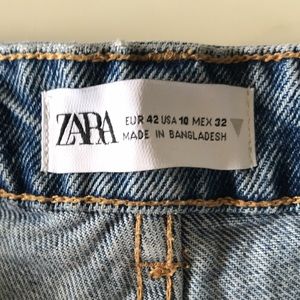 ZARA
EUR 42 USA 10 MEX 32
MADE IN BANGLADESH